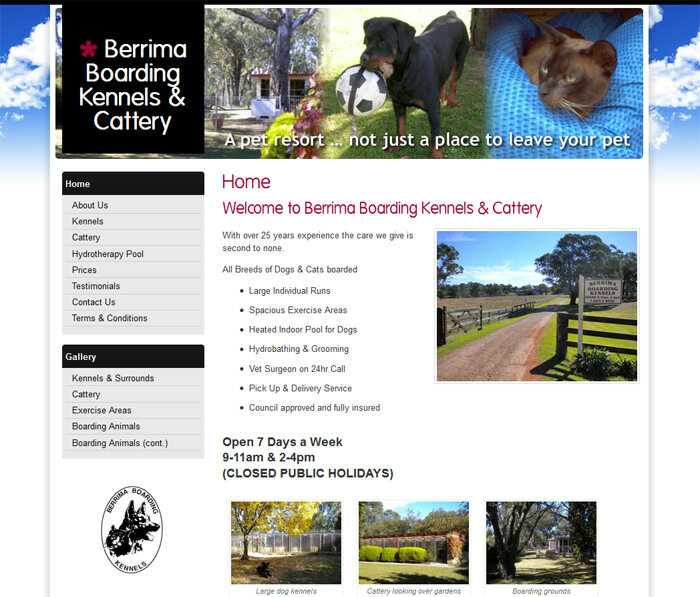 * Berrima
Boarding
Kennels &
Cattery
A pet resort ... not just a place to leave your pet
Home
About Us
Kennels
Cattery
Hydrotherapy Pool
Prices
Testimonials
Contact Us
Terms & Conditions
Gallery
Kennels & Surrounds
Cattery
Exercise Areas
Boarding Animals
Boarding Animals (cont.)
BERRIMA BOARDING
KENNELS
Home
Welcome to Berrima Boarding Kennels & Cattery
With over 25 years experience the care we give is
second to none.
All Breeds of Dogs & Cats boarded
• Large Individual Runs
• Spacious Exercise Areas
• Heated Indoor Pool for Dogs
• Hydrobathing & Grooming
• Vet Surgeon on 24hr Call
• Pick Up & Delivery Service
• Council approved and fully insured
BERRIMA
BOARDING
KENNELS
Open 7 Days a Week
9-11am & 2-4pm
(CLOSED PUBLIC HOLIDAYS)
Large dog kennels
Cattery looking over gardens
Boarding grounds